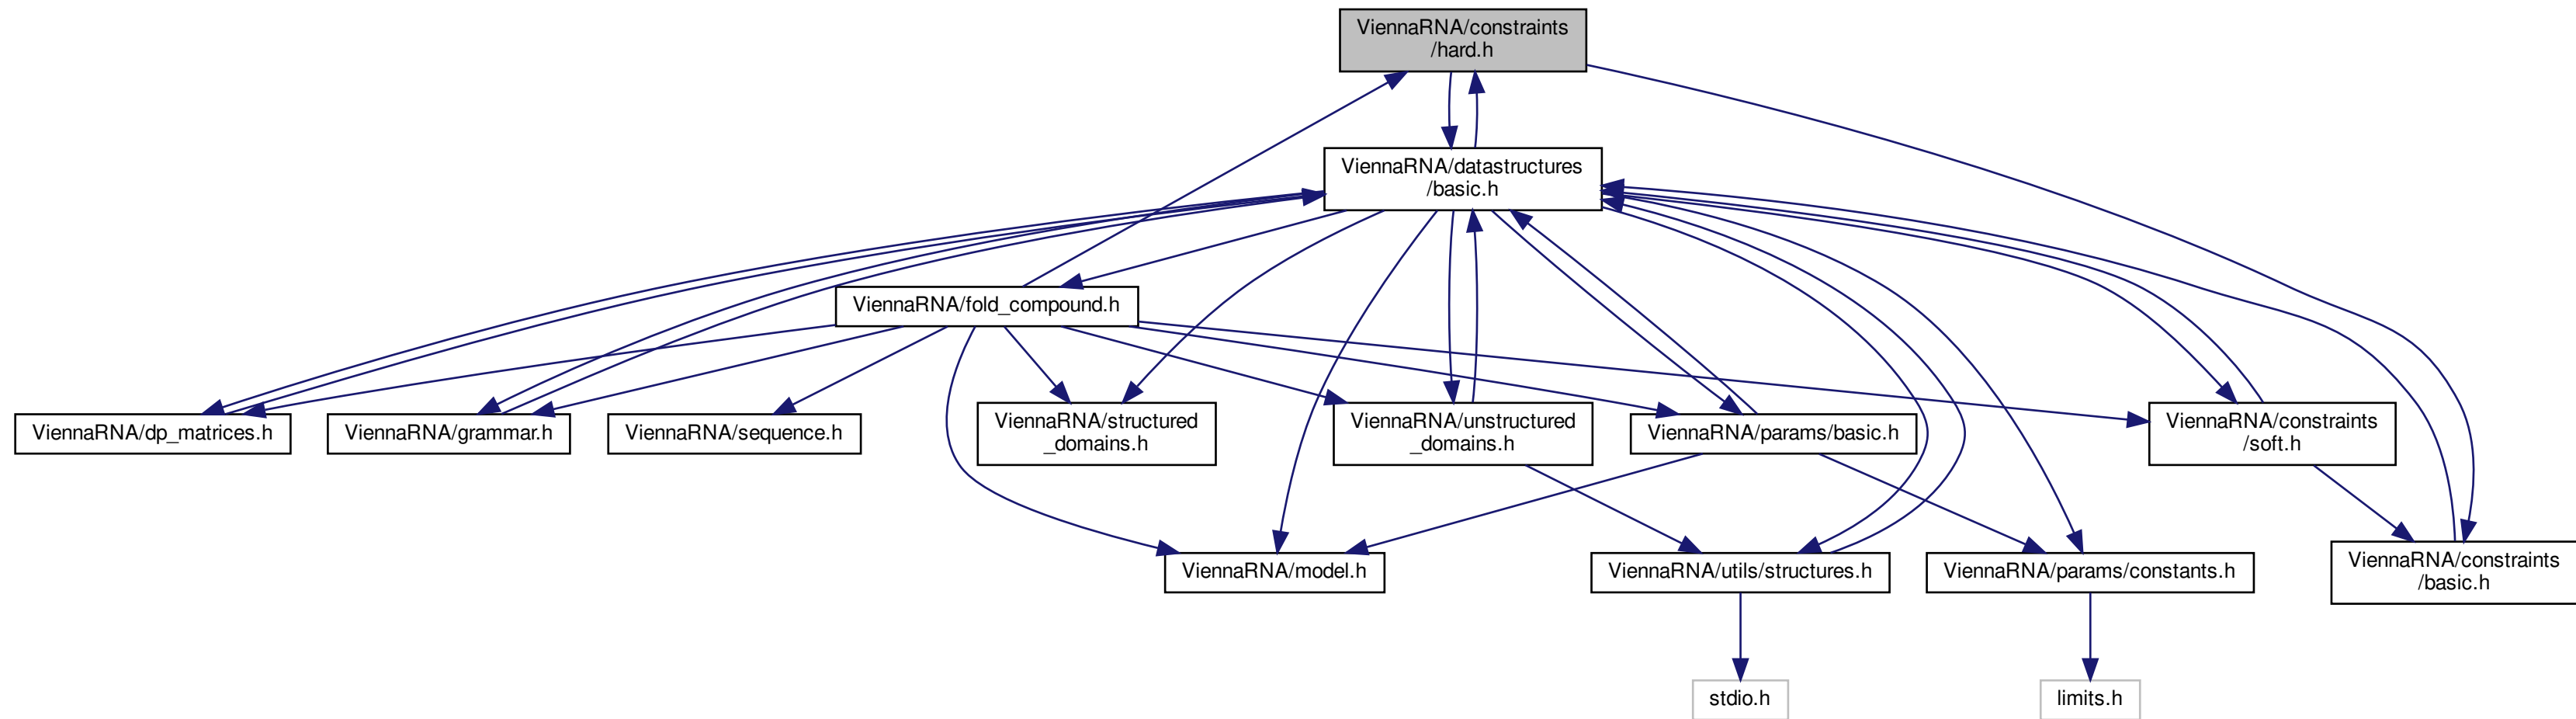 ViennaRNA/constraints
/hard.h
ViennaRNA/datastructures
/basic.h
ViennaRNA/fold_compound.h
ViennaRNA/dp_matrices.h
ViennaRNA/grammar.h
ViennaRNA/sequence.h
ViennaRNA/structured
_domains.h
ViennaRNA/unstructured
_domains.h
ViennaRNA/params/basic.h
ViennaRNA/constraints
/soft.h
ViennaRNA/model.h
ViennaRNA/utils/structures.h
ViennaRNA/params/constants.h
ViennaRNA/constraints
/basic.h
stdio.h
limits.h